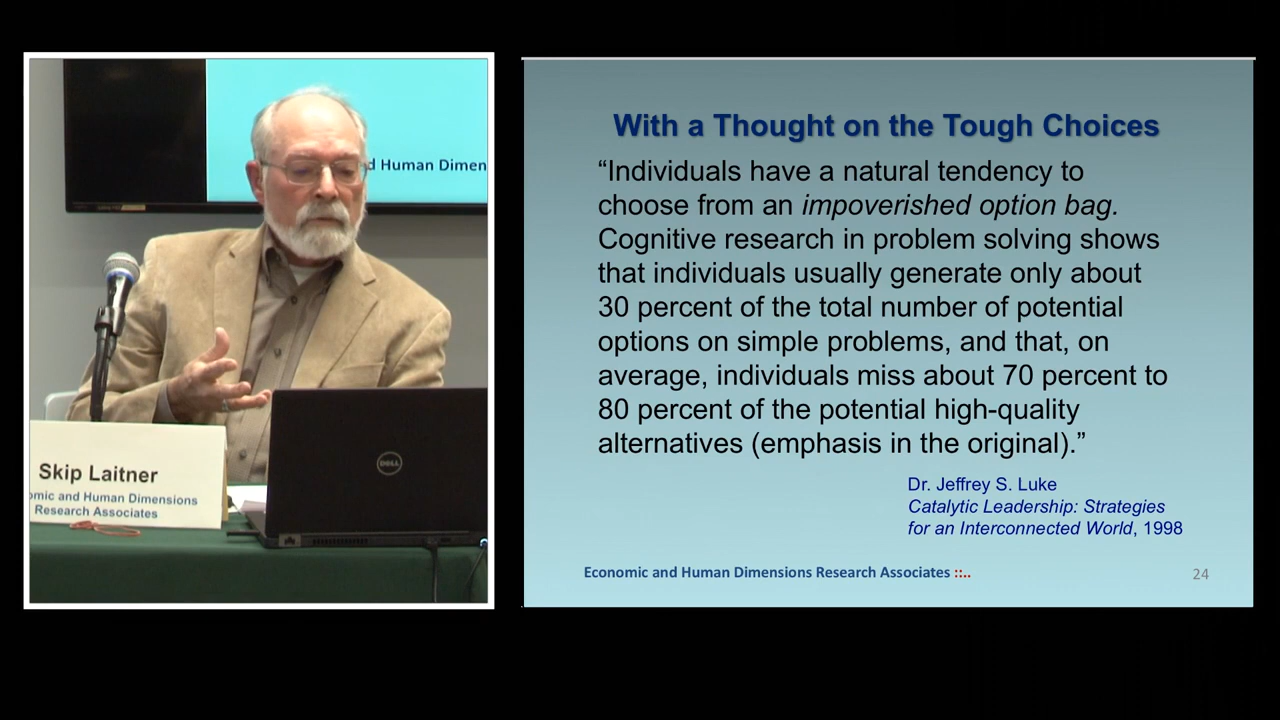 d Human Dimen
Skip Laitner
omic and Human Dimensions
Research Associates
DELL
With a Thought on the Tough Choices
“Individuals have a natural tendency to
choose from an impoverished option bag.
Cognitive research in problem solving shows
that individuals usually generate only about
30 percent of the total number of potential
options on simple problems, and that, on
average, individuals miss about 70 percent to
80 percent of the potential high-quality
alternatives (emphasis in the original).”
Dr. Jeffrey S. Luke
Catalytic Leadership: Strategies
for an Interconnected World, 1998
Economic and Human Dimensions Research Associates ::..
24